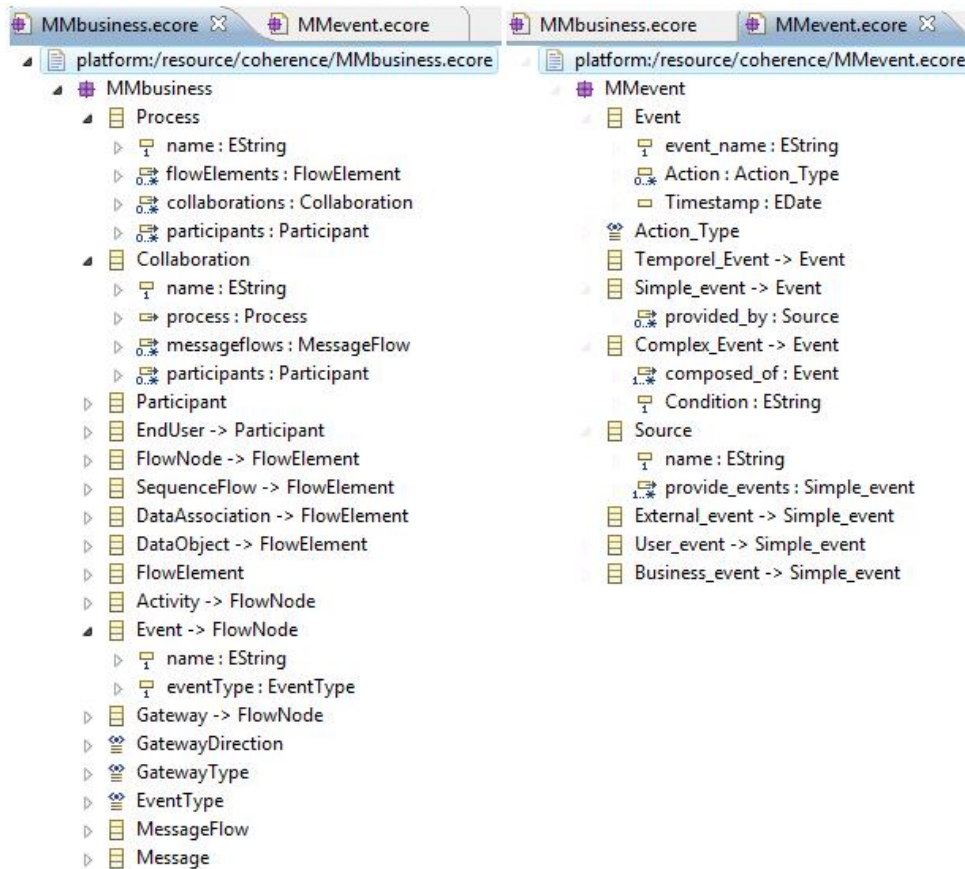 MMbusiness.ecore
MMevent.ecore
platform:/resource/coherence/MMbusiness.ecore
MMbusiness
Process
name : EString
flowElements : FlowElement
collaborations : Collaboration
participants : Participant
Collaboration
name : EString
process : Process
messageflows : MessageFlow
participants : Participant
Participant
EndUser -> Participant
FlowNode -> FlowElement
SequenceFlow -> FlowElement
DataAssociation -> FlowElement
DataObject -> FlowElement
FlowElement
Activity -> FlowNode
Event -> FlowNode
name : EString
eventType : EventType
Gateway -> FlowNode
GatewayDirection
GatewayType
EventType
MessageFlow
Message
MMbusiness.ecore
MMevent.ecore
platform:/resource/coherence/MMevent.ecore
MMevent
Event
event_name : EString
Action : Action_Type
Timestamp : EDate
Action_Type
Temporel_Event -> Event
Simple_event -> Event
provided_by : Source
Complex_Event -> Event
composed_of : Event
Condition : EString
Source
name : EString
provide_events : Simple_event
External_event -> Simple_event
User_event -> Simple_event
Business_event -> Simple_event